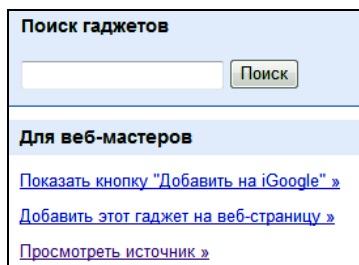 Поиск гаджетов
Поиск
Для веб-мастеров
Показать кнопку "Добавить на iGoogle" »
Добавить этот гаджет на веб-страницу »
Просмотреть источник »